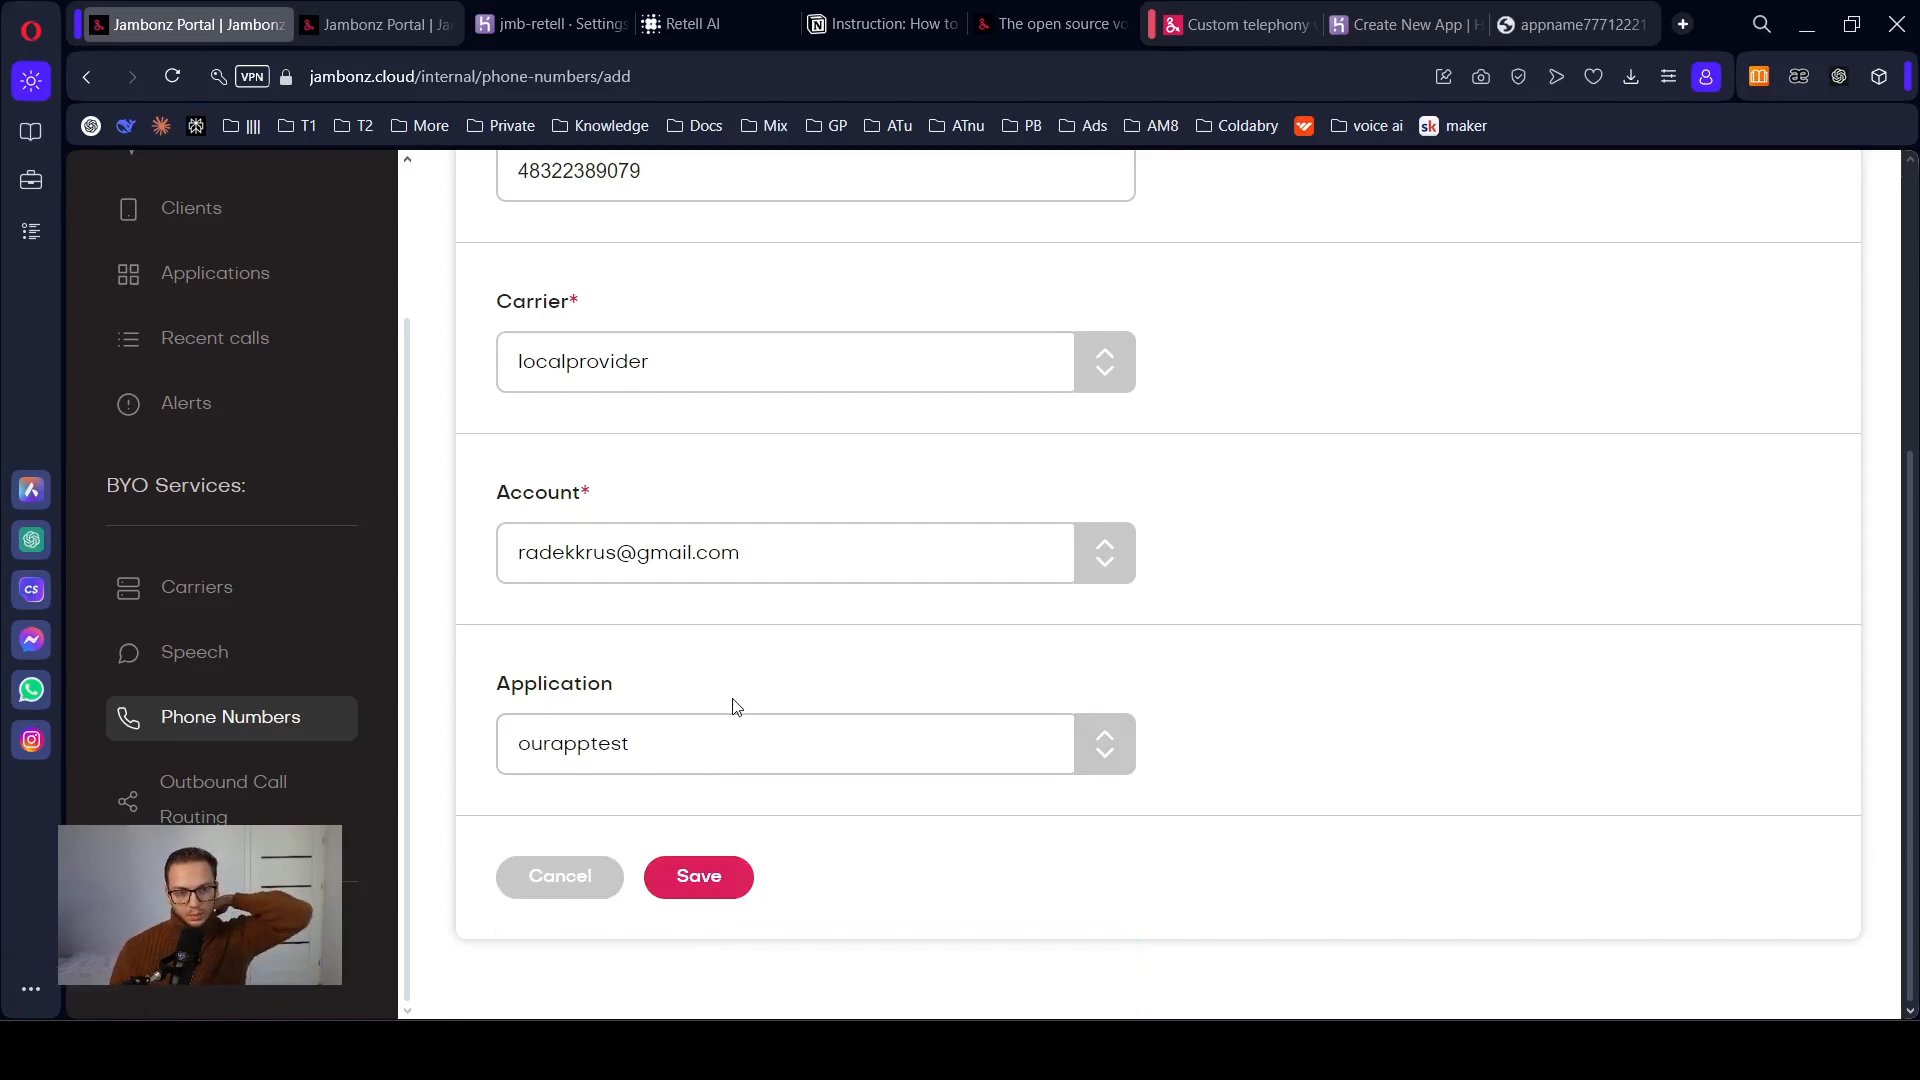 Jambonz Portal | Jambonz
Jambonz Portal | Ja
jmb-retell · Settings
Retell AI
Instruction: How to
The open source vo
Custom telephony
Create New App | H
appname77712221
VPN
jambonz.cloud/internal/phone-numbers/add
||||
T1
T2
More
Private
Knowledge
Docs
Mix
GP
ATu
ATnu
PB
Ads
AM8
Coldabry
voice ai
sk
maker
Clients
Applications
Recent calls
Alerts
BYO Services:
Carriers
Speech
Phone Numbers
Outbound Call
Routing
CS
48322389079
Carrier*
localprovider
Account*
radekkrus@gmail.com
Application
ourapptest
Cancel
Save